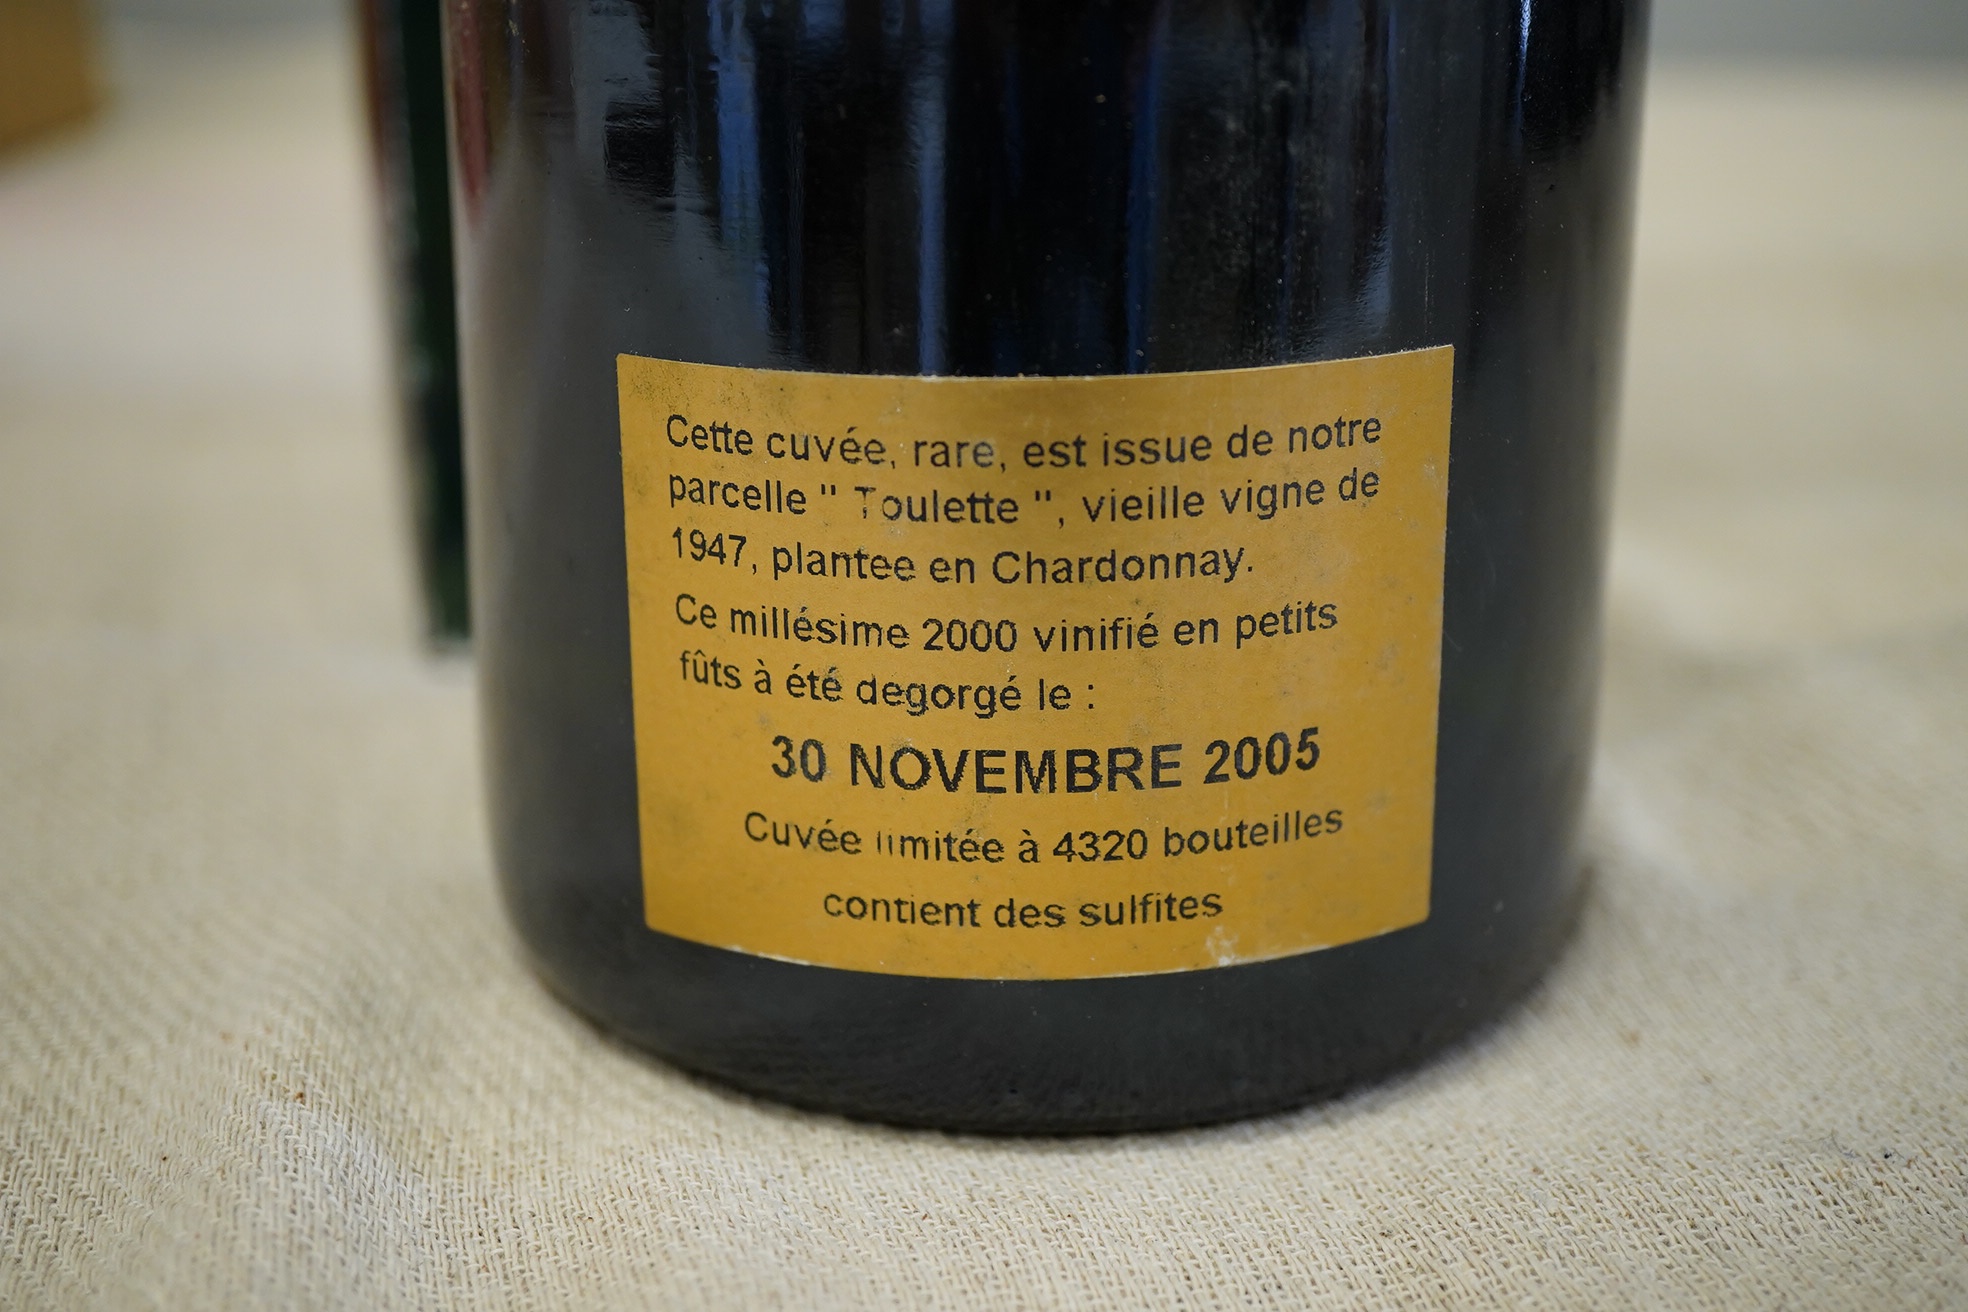 Cette cuvée, rare, est issue de notre
parcelle " Toulette ", vieille vigne de
1947, plantee en Chardonnay.
Ce millésime 2000 vinifié en petits
fûts à été degorgé le :
30 NOVEMBRE 2005
Cuvée limitée à 4320 bouteilles
contient des sulfites